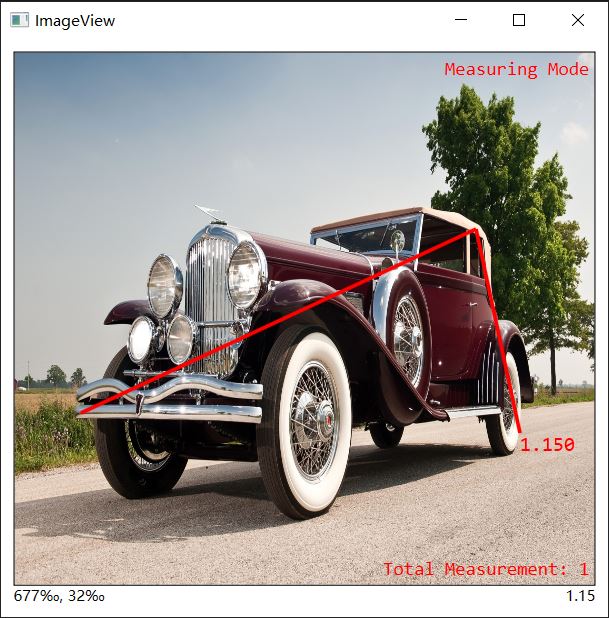 ImageView
Measuring Mode
1.150
Total Measurement: 1
677‰, 32‰
1.15